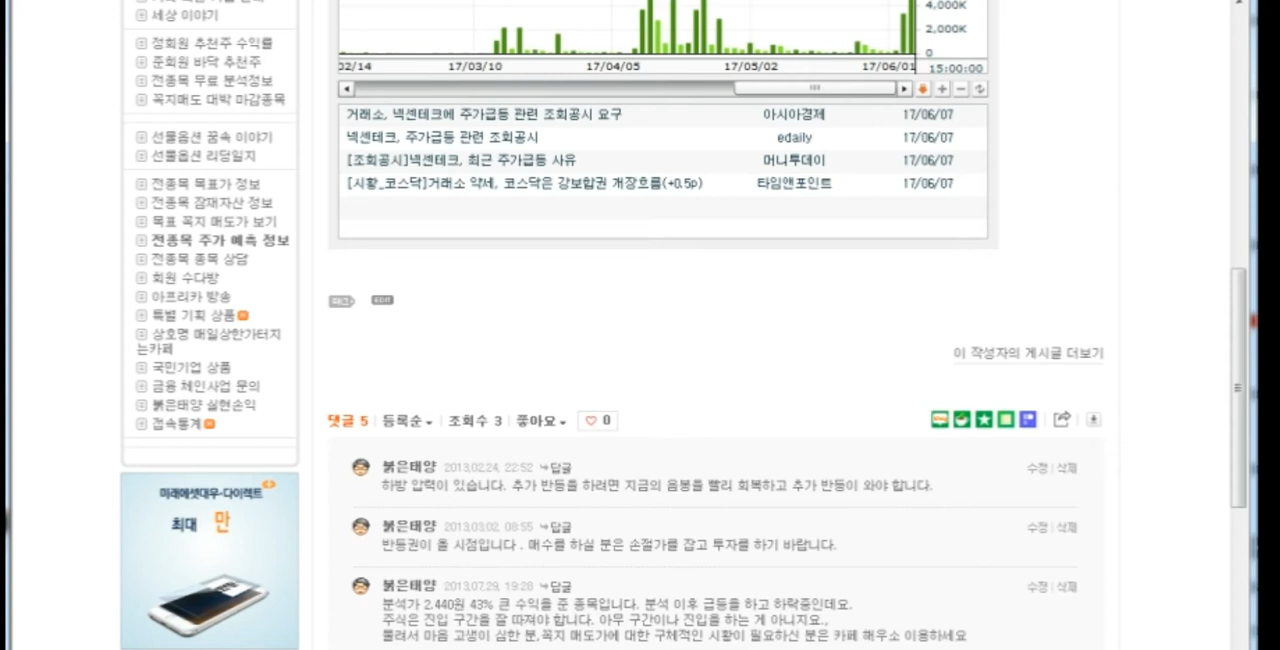 세상 이야기
정회원 추천주 수익률
준회원 바닥 추천주
전종목 무료 분석정보
꼭지매도 대박 마감종목
선물옵션 꿈속 이야기
선물옵션 리딩일지
전종목 목표가 정보
전종목 잠재자산 정보
목표 꼭지 매도가 보기
전종목 주가 예측 정보
전종목 종목 상담
회원 수다방
아프리카 방송
특별 기획 상품
상호명 매일상한가터지
는카페
국민기업 상품
금융 체인사업 문의
붉은태양 실현손익
접속통계
미래에셋대우-다이렉트
최대 만
4,000K
2,000K
0
02/14 17/03/10 17/04/05 17/05/02 17/06/01 15:00:00
거래소, 넥센테크에 주가급등 관련 조회공시 요구 아시아경제 17/06/07
넥센테크, 주가급등 관련 조회공시 edaily 17/06/07
[조회공시]넥센테크, 최근 주가급등 사유 머니투데이 17/06/07
[시황_코스닥]거래소 약세, 코스닥은 강보합권 개장흐름(+0.5p) 타임앤포인트 17/06/07
태그 EDIT
이 작성자의 게시글 더보기
댓글 5 등록순 조회수 3 좋아요 0
붉은태양 2013.02.24, 22:52 답글 수정 삭제
하방 압력이 있습니다. 추가 반등을 하려면 지금의 음봉을 빨리 회복하고 추가 반등이 와야 합니다.
붉은태양 2013.03.02, 08:55 답글 수정 삭제
반등권이 올 시점입니다 . 매수를 하실 분은 손절가를 잡고 투자를 하기 바랍니다.
붉은태양 2013.07.29, 19:28 답글 수정 삭제
분석가 2.440원 43% 큰 수익을 준 종목입니다. 분석 이후 급등을 하고 하락중인데요.
주식은 진입 구간을 잘 따져야 합니다. 아무 구간이나 진입을 하는 게 아니지요.,
물려서 마음 고생이 심한 분,꼭지 매도가에 대한 구체적인 시황이 필요하신 분은 카페 해우소 이용하세요